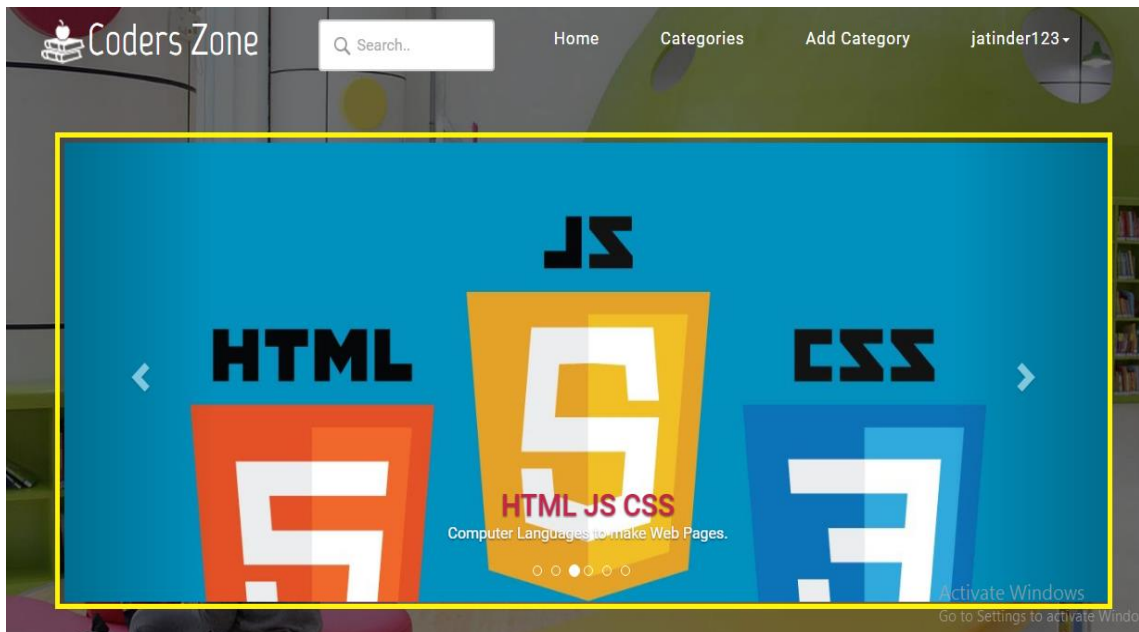 Coders Zone
Search..
Home
Categories
Add Category
jatinder123
JS
HTML
CSS
HTML JS CSS
Computer Languages to make Web Pages.
Activate Windows
Go to Settings to activate Windo